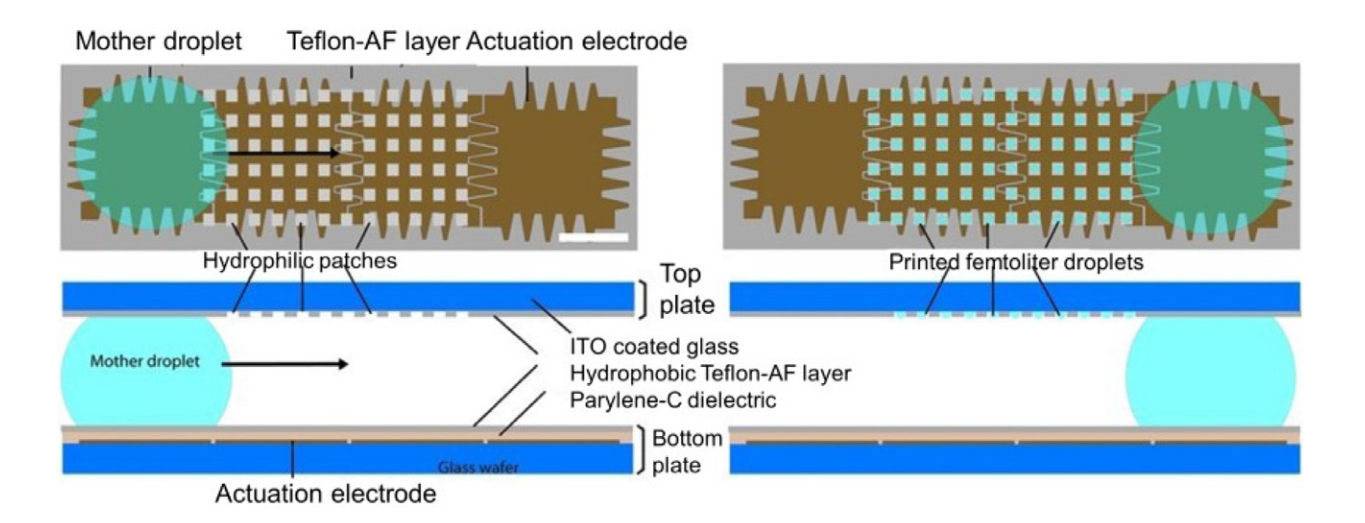 Mother droplet
Teflon-AF layer
Actuation electrode
Hydrophilic patches
Printed femtoliter droplets
Top
plate
Mother droplet
ITO coated glass
Hydrophobic Teflon-AF layer
Parylene-C dielectric
Bottom
plate
Glass wafer
Actuation electrode